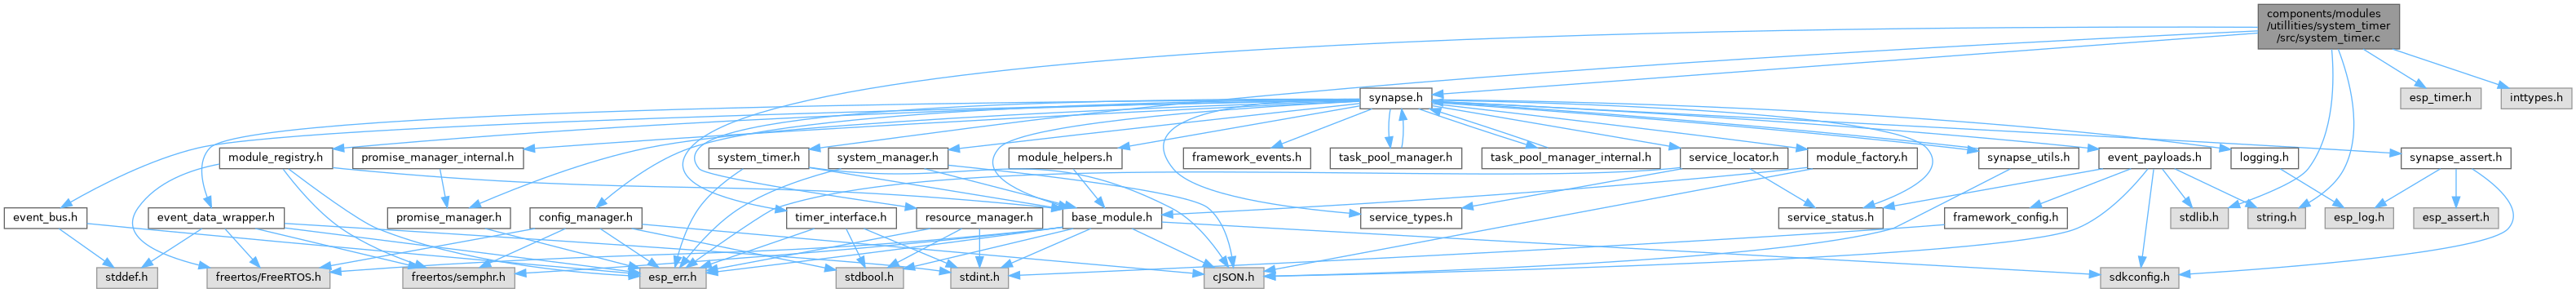 components/modules
/utillities/system_timer
/src/system_timer.c
synapse.h
esp_timer.h
inttypes.h
module_registry.h
promise_manager_internal.h
system_timer.h
system_manager.h
module_helpers.h
framework_events.h
task_pool_manager.h
task_pool_manager_internal.h
service_locator.h
module_factory.h
synapse_utils.h
event_payloads.h
logging.h
synapse_assert.h
event_bus.h
event_data_wrapper.h
promise_manager.h
config_manager.h
timer_interface.h
resource_manager.h
base_module.h
service_types.h
service_status.h
framework_config.h
stdlib.h
string.h
esp_log.h
esp_assert.h
stddef.h
freertos/FreeRTOS.h
freertos/semphr.h
esp_err.h
stdbool.h
stdint.h
cJSON.h
sdkconfig.h